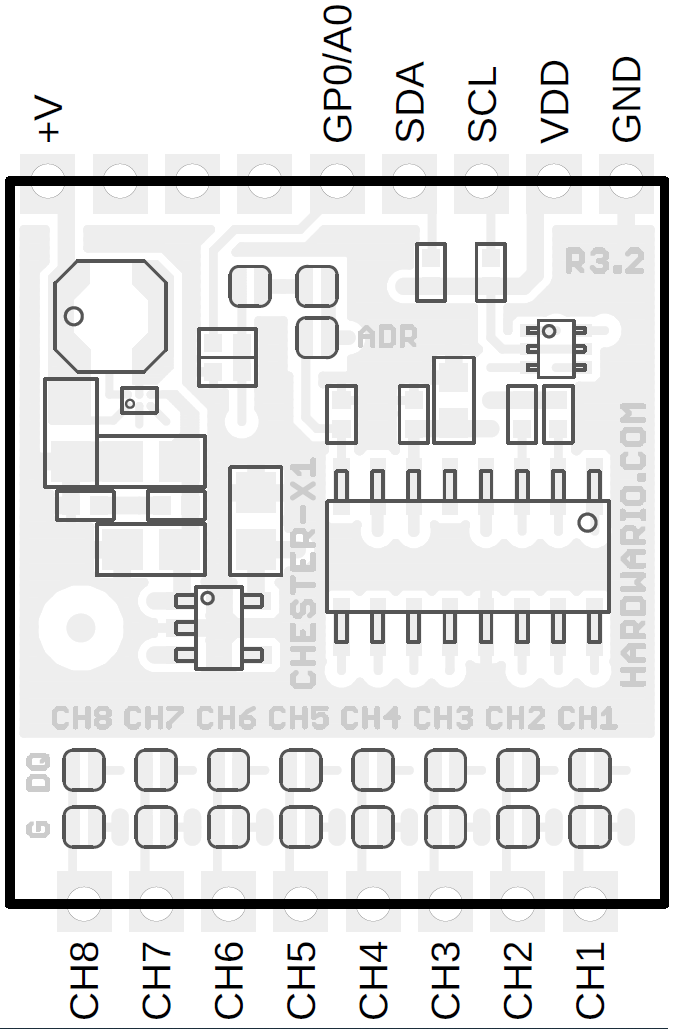 +V GP0/A0 SDA SCL VDD GND
R3.2
ADR
CHESTER-X1
HARDWARIO.COM
CH8 CH7 CH6 CH5 CH4 CH3 CH2 CH1
DQ
G
CH8 CH7 CH6 CH5 CH4 CH3 CH2 CH1